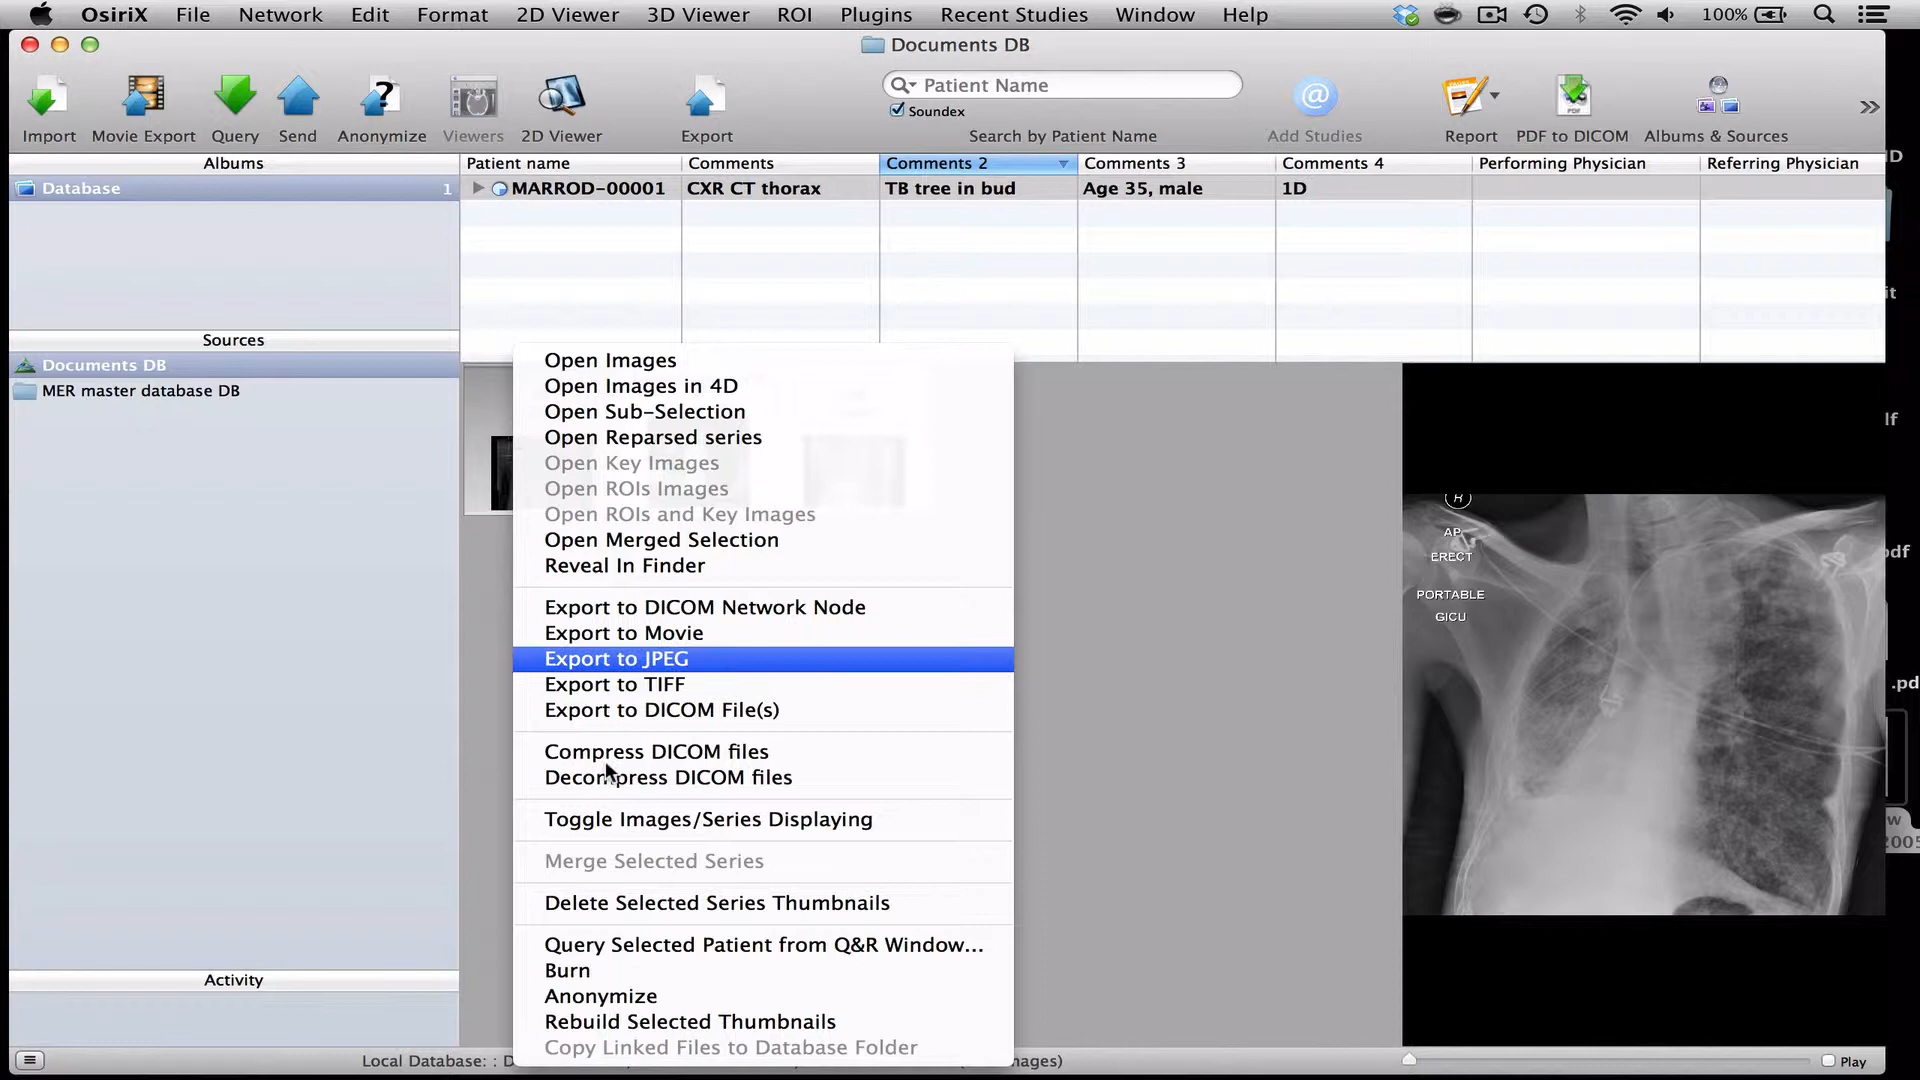 OsiriX File Network Edit Format 2D Viewer 3D Viewer ROI Plugins Recent Studies Window Help 100%
Documents DB
Patient Name
Soundex
Import Movie Export Query Send Anonymize Viewers 2D Viewer Export Search by Patient Name Add Studies Report PDF to DICOM Albums & Sources
Albums Patient name Comments Comments 2 Comments 3 Comments 4 Performing Physician Referring Physician
Database 1 MARROD-00001 CXR CT thorax TB tree in bud Age 35, male 1D
Sources
Documents DB
MER master database DB
Open Images
Open Images in 4D
Open Sub-Selection
Open Reparsed series
Open Key Images
Open ROIs Images
Open ROIs and Key Images
Open Merged Selection
Reveal In Finder
Export to DICOM Network Node
Export to Movie
Export to JPEG
Export to TIFF
Export to DICOM File(s)
Compress DICOM files
Decompress DICOM files
Toggle Images/Series Displaying
Merge Selected Series
Delete Selected Series Thumbnails
Query Selected Patient from Q&R Window...
Burn
Anonymize
Rebuild Selected Thumbnails
Copy Linked Files to Database Folder
R
AP
ERECT
PORTABLE
GICU
.pd
Activity
Local Database: : D
Play